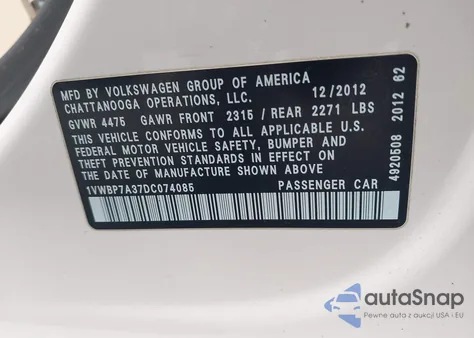 MFD BY VOLKSWAGEN GROUP OF AMERICA
CHATTANOOGA OPERATIONS, LLC. 12/2012
GVWR 4475 GAWR FRONT 2315 / REAR 2271 LBS
THIS VEHICLE CONFORMS TO ALL APPLICABLE U.S.
FEDERAL MOTOR VEHICLE SAFETY, BUMPER AND
THEFT PREVENTION STANDARDS IN EFFECT ON
THE DATE OF MANUFACTURE SHOWN ABOVE.
1VWBP7A37DC074085 PASSENGER CAR
4920508 2012 62
autoSnap
Pewne auta z aukcji USA i EU